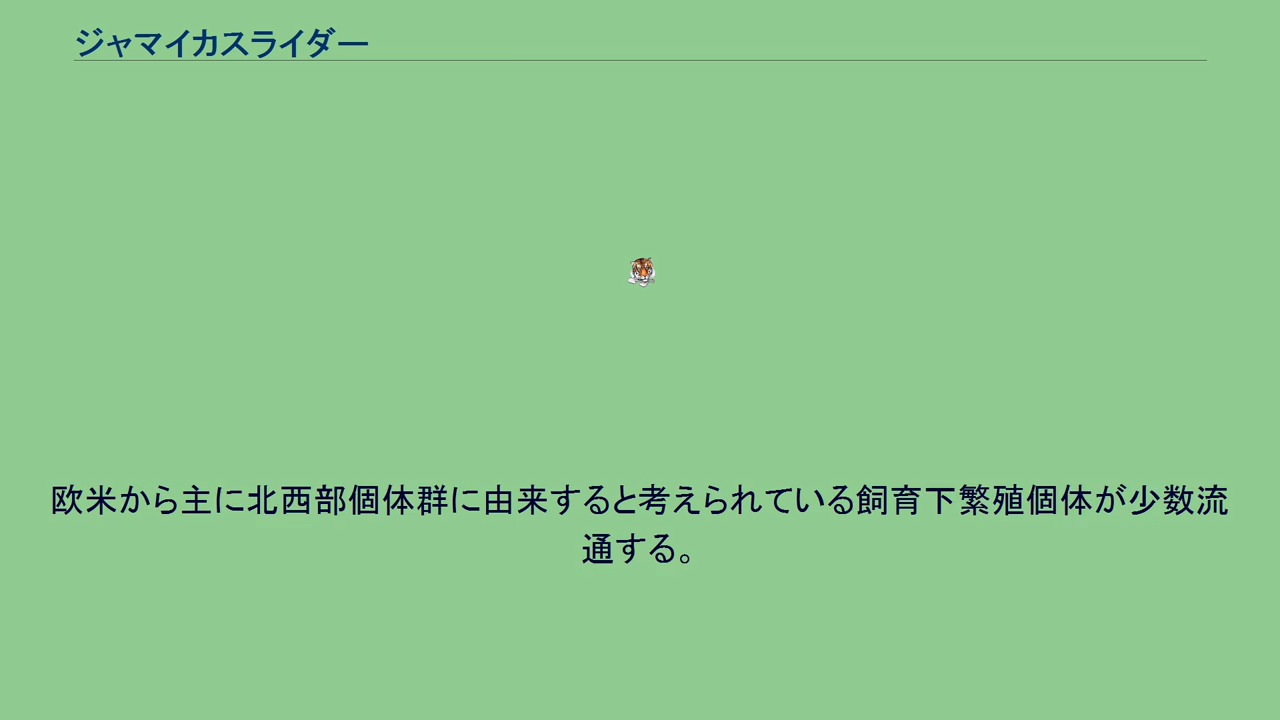 ジャマイカスライダー
欧米から主に北西部個体群に由来すると考えられている飼育下繁殖個体が少数流
通する。